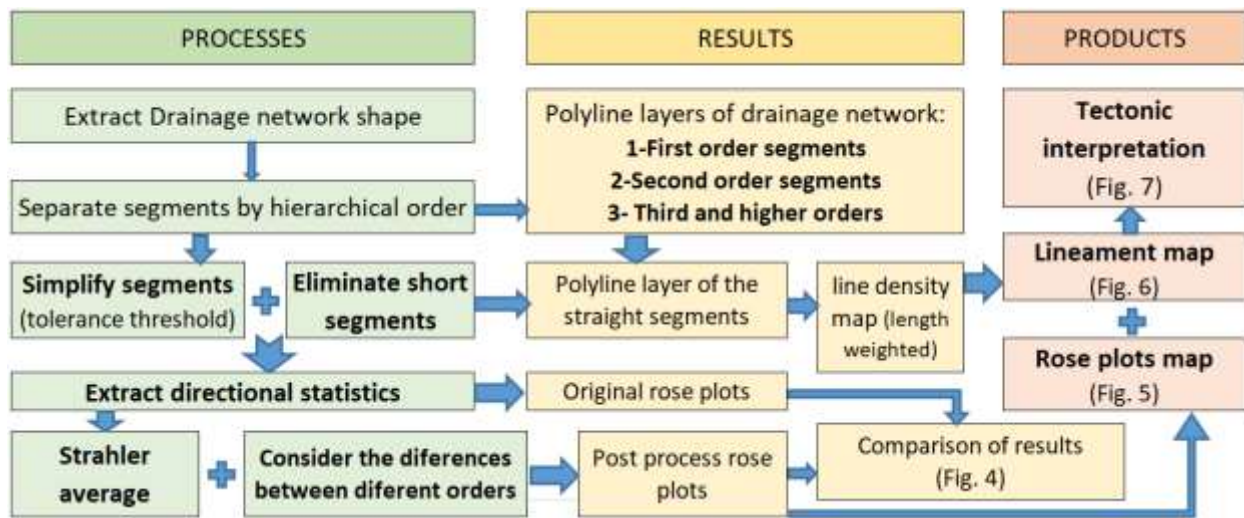 PROCESSES
RESULTS
PRODUCTS
Extract Drainage network shape
Separate segments by hierarchical order
Polyline layers of drainage network:
1-First order segments
2-Second order segments
3- Third and higher orders
Tectonic
interpretation
(Fig. 7)
Simplify segments
(tolerance threshold)
Eliminate short
segments
Polyline layer of the
straight segments
line density
map (length
weighted)
Lineament map
(Fig. 6)
Rose plots map
(Fig. 5)
Extract directional statistics
Original rose plots
Strahler
average
Consider the diferences
between diferent orders
Post process rose
plots
Comparison of results
(Fig. 4)